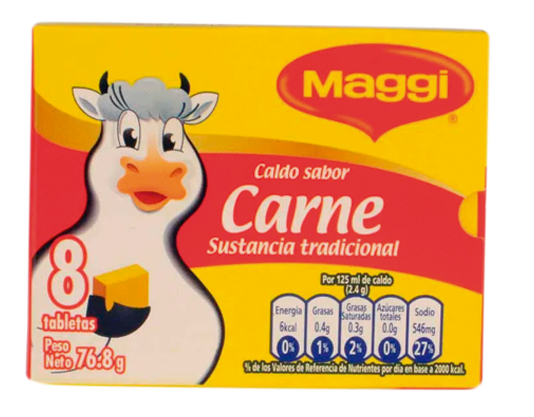 Maggi
®
Caldo sabor
Carne
Sustancia tradicional
8
tabletas
Peso
Neto 76.8 g
Por 125 ml de caldo
(2.4 g)
Energía 6kcal 0%
Grasas 0.4g 1%
Grasas Saturadas 0.3g 2%
Azúcares totales 0.0g 0%
Sodio 546mg 27%
% de los Valores de Referencia de Nutrientes por día en base a 2000 kcal.